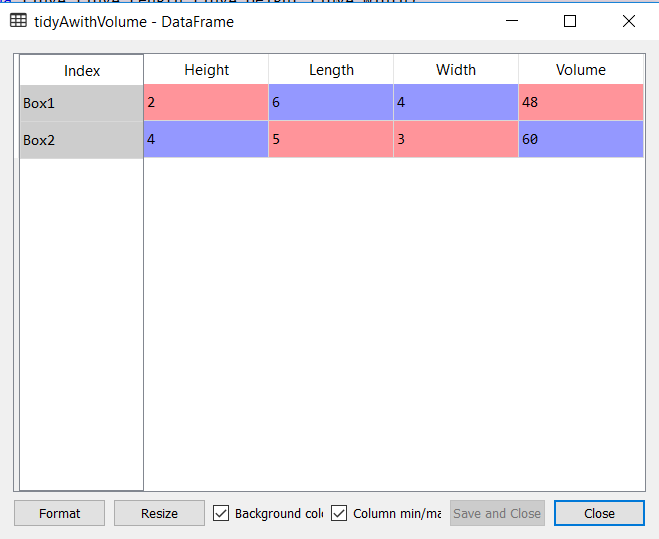 tidyAwithVolume - DataFrame
Index Height Length Width Volume
Box1 2 6 4 48
Box2 4 5 3 60
Format Resize Background colo Column min/ma Save and Close Close